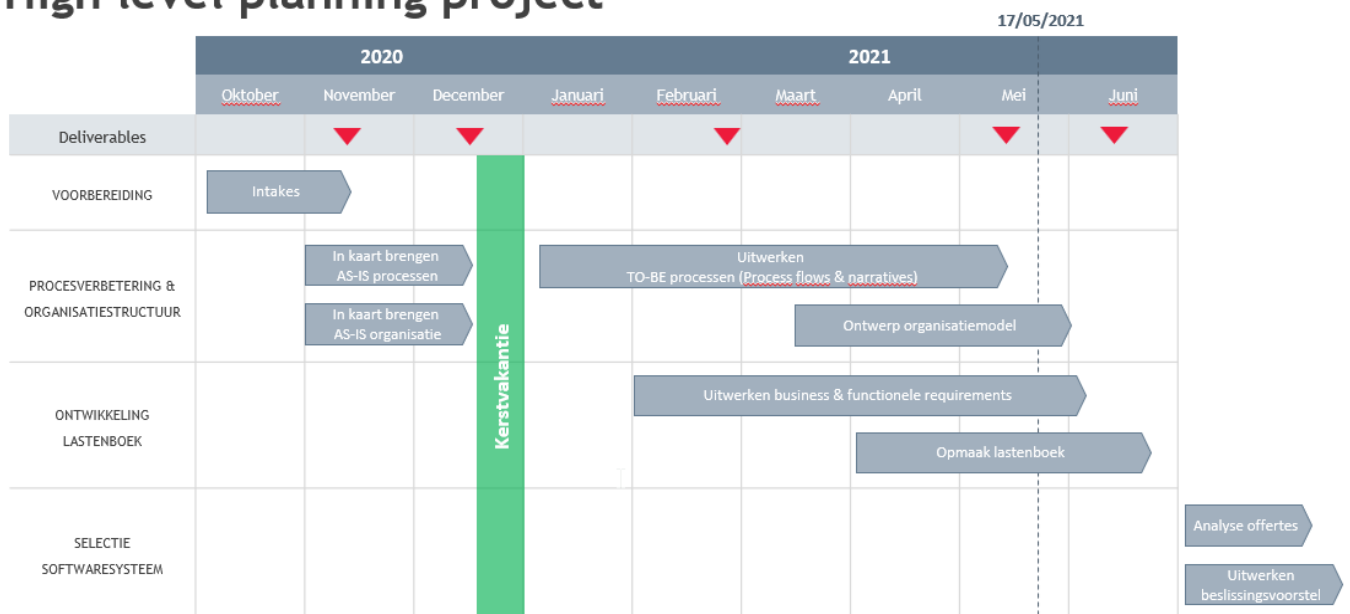 High level planning project
17/05/2021
2020
2021
Oktober
November
December
Januari
Februari
Maart
April
Mei
Juni
Deliverables
VOORBEREIDING
Intakes
PROCESVERBETERING &
ORGANISATIESTRUCTUUR
In kaart brengen
AS-IS processen
Uitwerken
TO-BE processen (Process flows & narratives)
In kaart brengen
AS-IS organisatie
Ontwerp organisatiemodel
Kerstvakantie
ONTWIKKELING
LASTENBOEK
Uitwerken business & functionele requirements
Opmaak lastenboek
SELECTIE
SOFTWARESYSTEEM
Analyse offertes
Uitwerken
beslissingsvoorstel